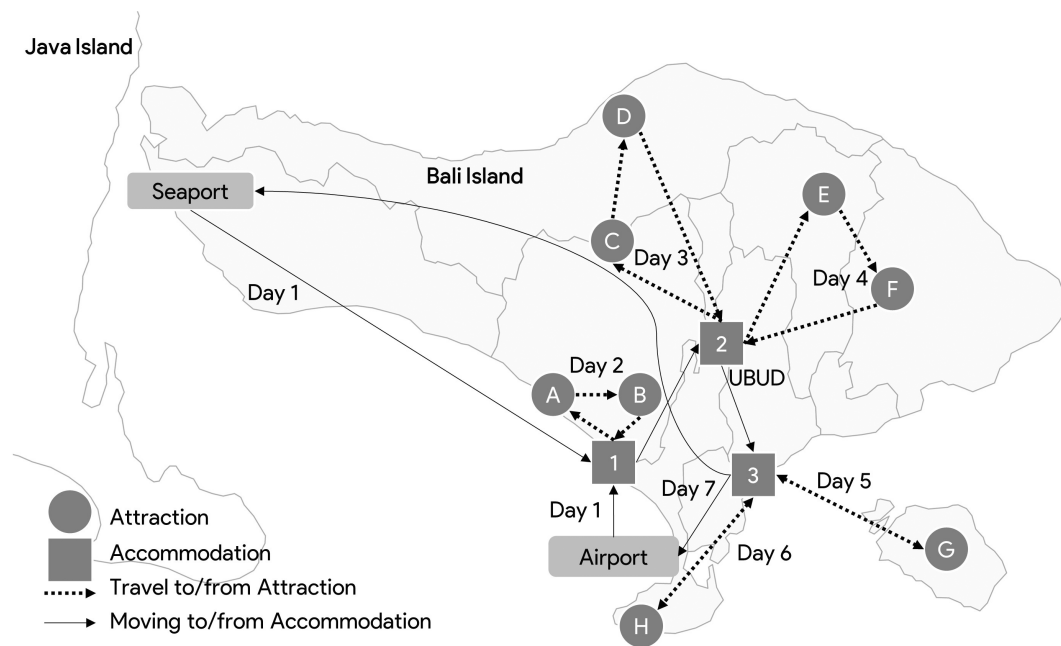 Java Island
D
Bali Island
Seaport
E
C
Day 3
Day 4
F
Day 1
2
UBUD
Day 2
A
B
1
3
Day 7
Day 5
Day 1
Airport
Day 6
G
H
Attraction
Accommodation
Travel to/from Attraction
Moving to/from Accommodation